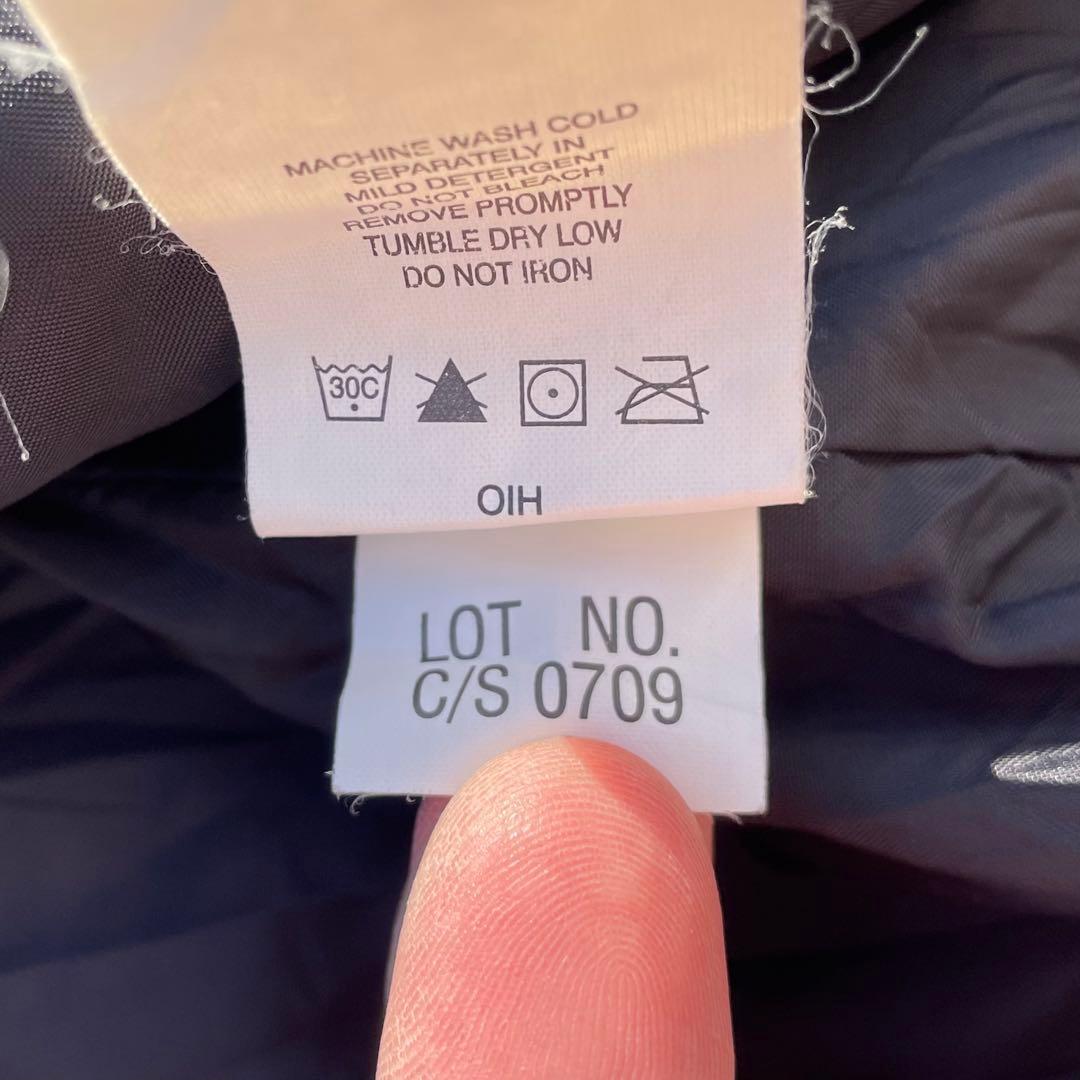 MACHINE WASH COLD
SEPARATELY IN
MILD DETERGENT
DO NOT BLEACH
REMOVE PROMPTLY
TUMBLE DRY LOW
DO NOT IRON
30C
OIH
LOT NO.
C/S 0709